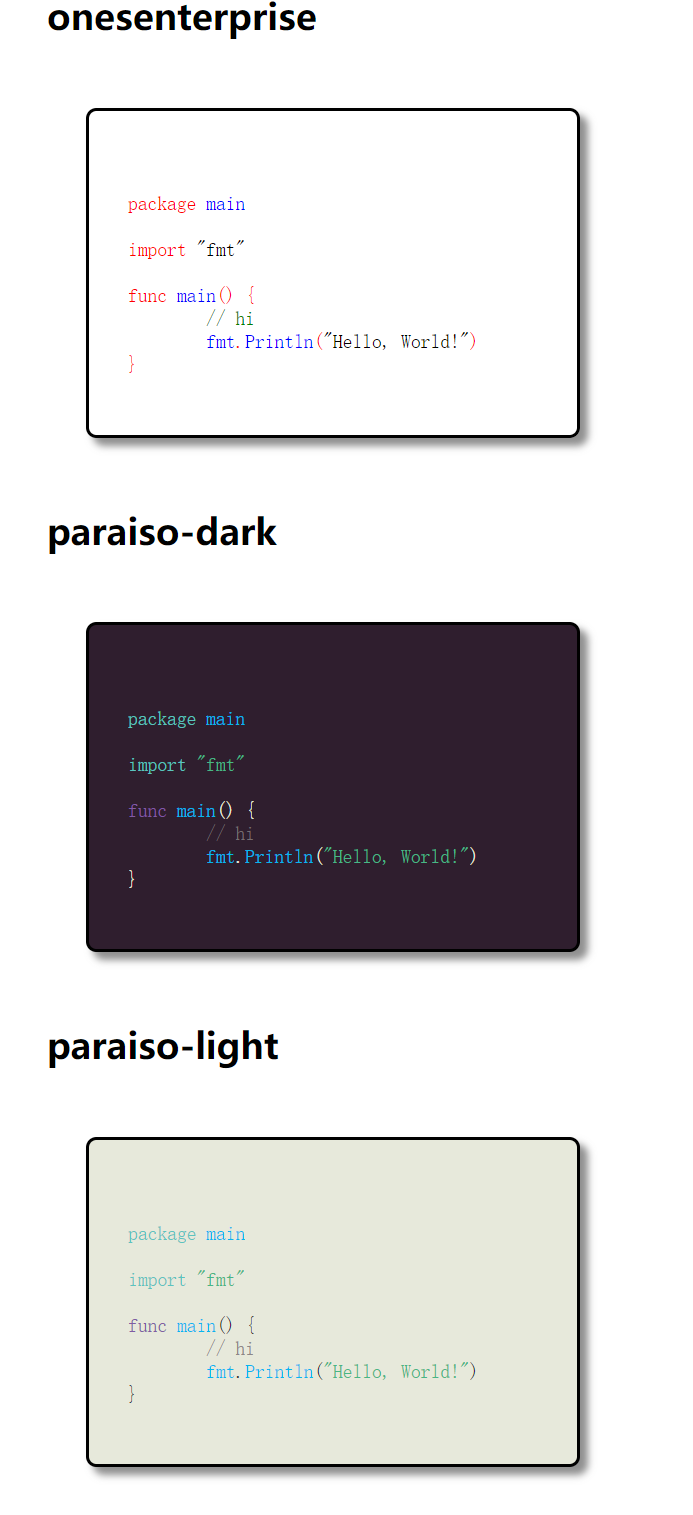 onesenterprise
package main
import "fmt"
func main() {
// hi
fmt.Println("Hello, World!")
}
paraiso-dark
package main
import "fmt"
func main() {
// hi
fmt.Println("Hello, World!")
}
paraiso-light
package main
import "fmt"
func main() {
// hi
fmt.Println("Hello, World!")
}